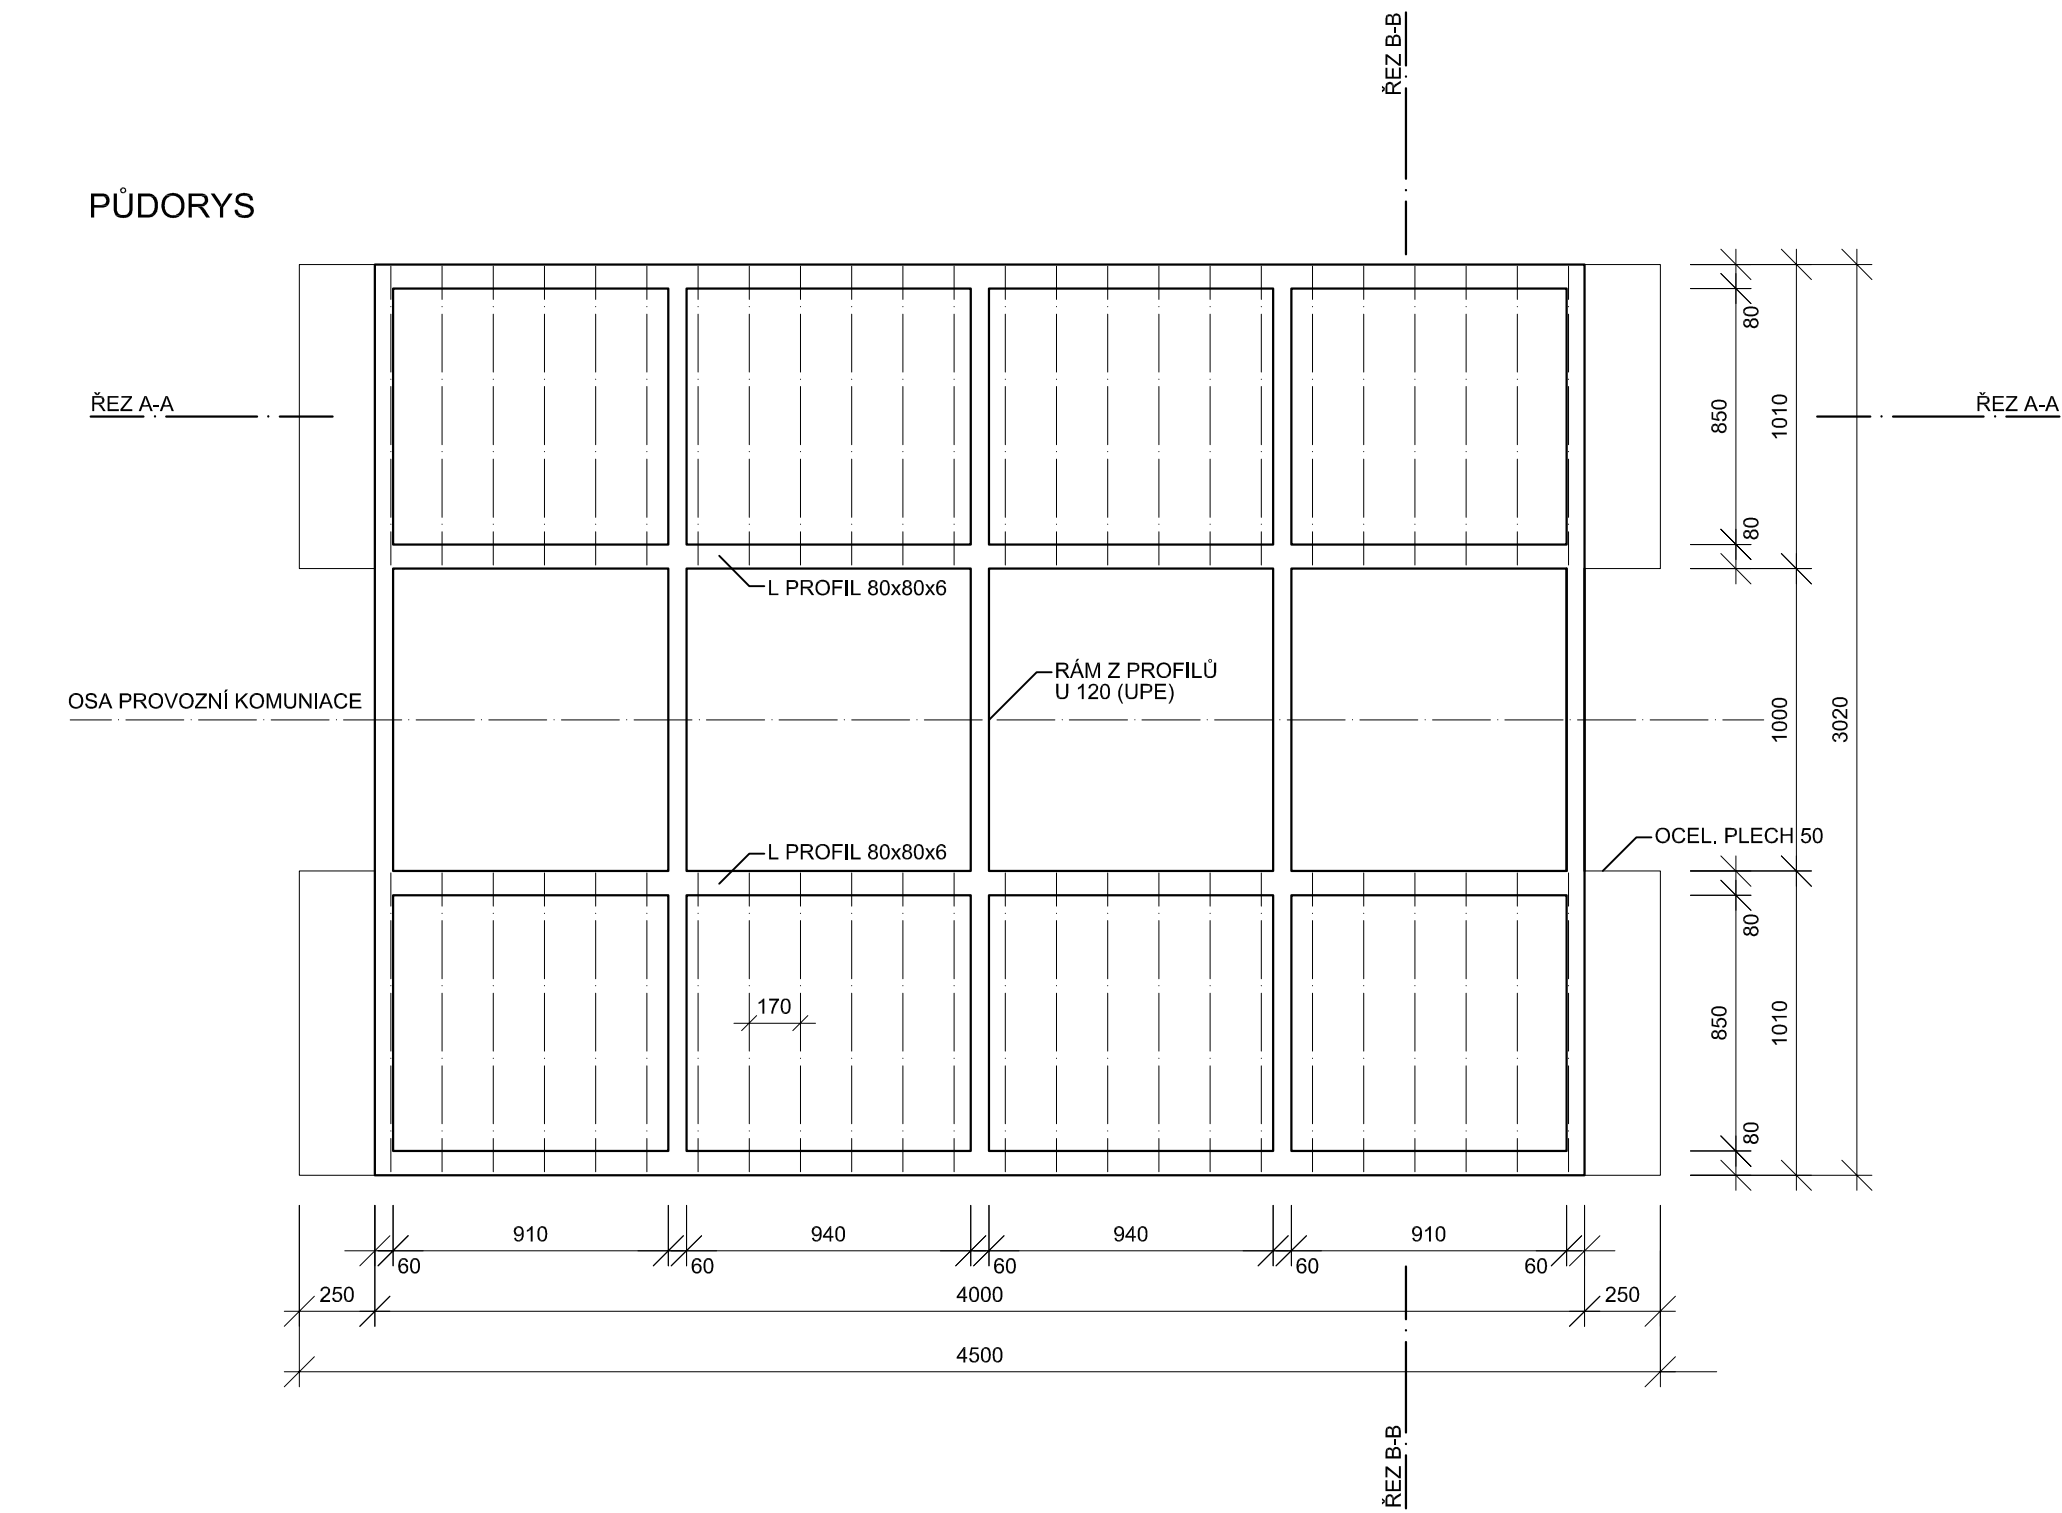 ŘEZ B-B
PŮDORYS
80
ŘEZ A-A
850
1010
ŘEZ A-A
80
L PROFIL 80x80x6
RÁM Z PROFILŮ
U 120 (UPE)
OSA PROVOZNÍ KOMUNIACE
1000
3020
OCEL. PLECH 50
L PROFIL 80x80x6
80
170
850
1010
80
910
940
940
910
60
60
60
60
60
250
4000
250
4500
ŘEZ B-B